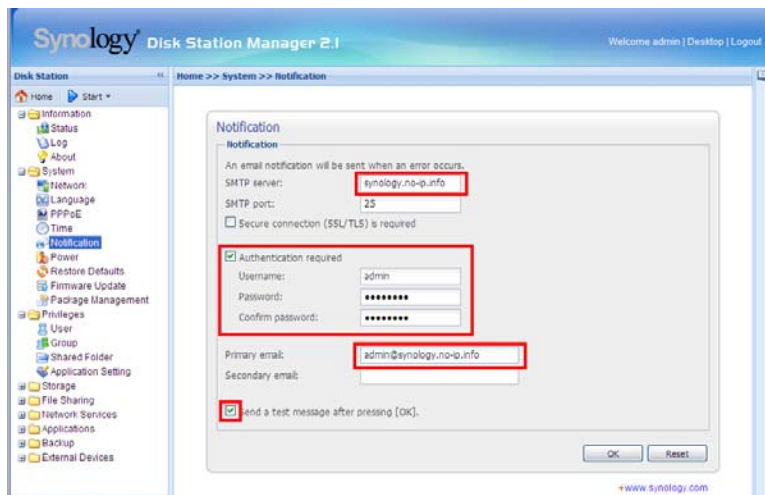 Synology Disk Station Manager 2.1
Welcome admin | Desktop | Logout
Disk Station «
Home >> System >> Notification
Home Start
Information
Status
Log
About
System
Network
Language
PPPoE
Time
Notification
Power
Restore Defaults
Firmware Update
Package Management
Privileges
User
Group
Shared Folder
Application Setting
Storage
File Sharing
Network Services
Applications
Backup
External Devices
Notification
Notification
An email notification will be sent when an error occurs.
SMTP server: synology.no-ip.info
SMTP port: 25
Secure connection (SSL/TLS) is required
Authentication required
Username: admin
Password: ●●●●●●●●
Confirm password: ●●●●●●●●
Primary email: admin@synology.no-ip.info
Secondary email:
Send a test message after pressing [OK].
OK Reset
+www.synology.com